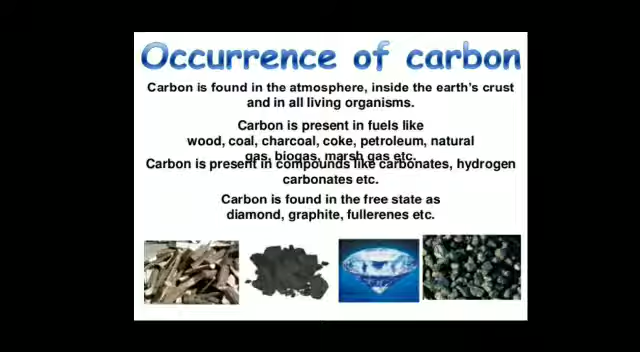 Occurrence of carbon
Carbon is found in the atmosphere, inside the earth's crust
and in all living organisms.
Carbon is present in fuels like
wood, coal, charcoal, coke, petroleum, natural
gas, biogas, marsh gas etc.
Carbon is present in compounds like carbonates, hydrogen
carbonates etc.
Carbon is found in the free state as
diamond, graphite, fullerenes etc.